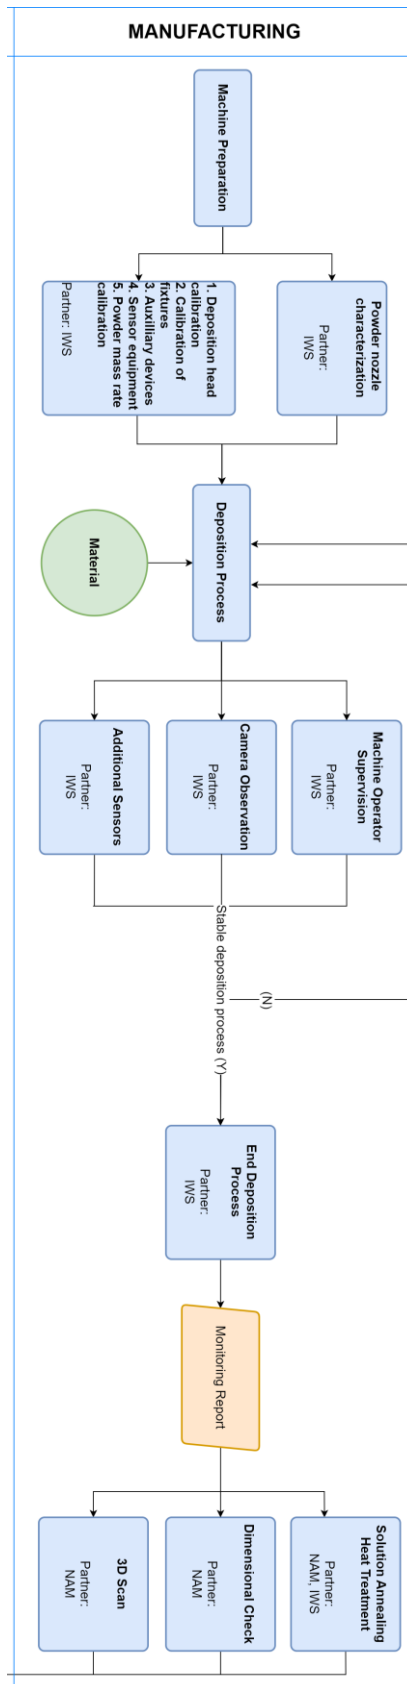 MANUFACTURING
Machine Preparation
1. Deposition head
calibration
2. Calibration of
fixtures
3. Auxilliary devices
4. Sensor equipment
5. Powder mass rate
calibration
Partner: IWS
Powder nozzle
characterization
Partner:
IWS
Deposition Process
Material
Additional Sensors
Partner:
IWS
Camera Observation
Partner:
IWS
Machine Operator
Supervision
Partner:
IWS
Stable deposition process (Y)
(N)
End Deposition
Process
Partner:
IWS
Monitoring Report
3D Scan
Partner:
NAM
Dimensional Check
Partner:
NAM
Solution Annealing
Heat Treatment
Partner:
NAM, IWS